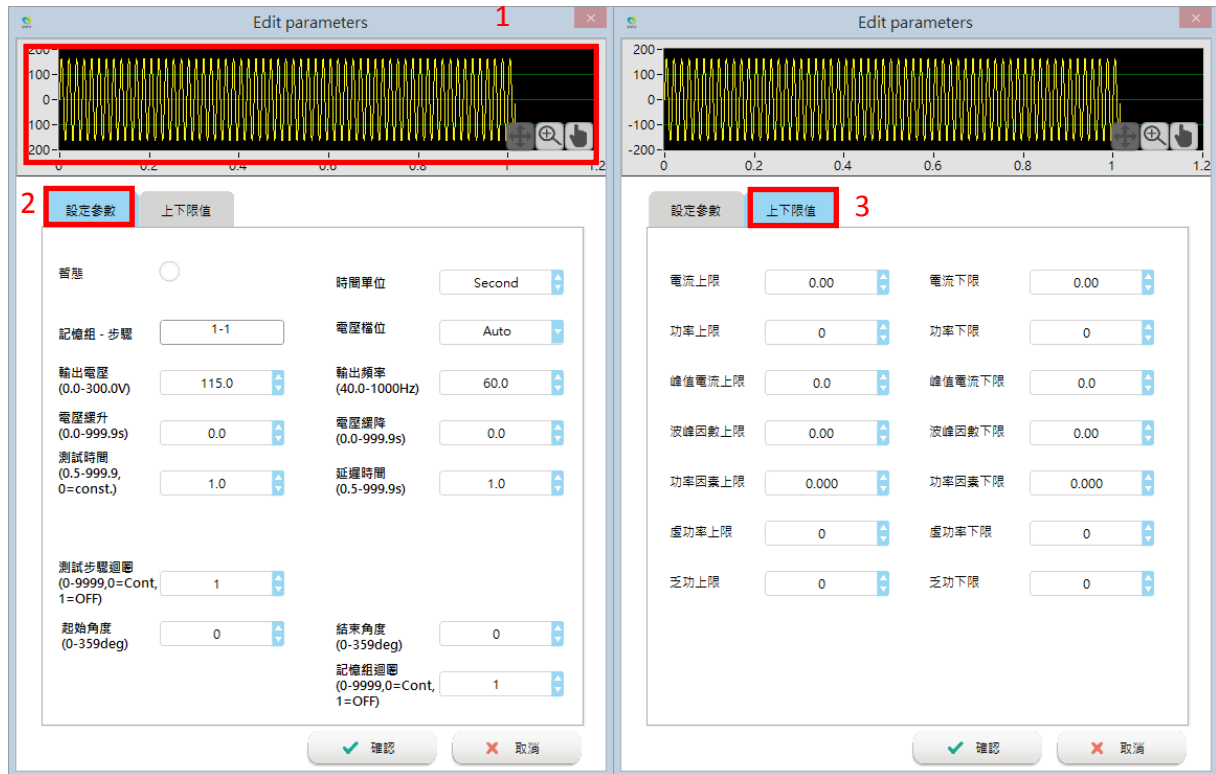 Edit parameters
1
200
100
0
-100
200
0
0.2
0.4
0.6
0.8
1
1.2
2
設定參數
上下限值
暫態
時間單位
Second
記憶組 - 步驟
1-1
電壓檔位
Auto
輸出電壓
(0.0-300.0V)
115.0
輸出頻率
(40.0-1000Hz)
60.0
電壓緩升
(0.0-999.9s)
0.0
電壓緩降
(0.0-999.9s)
0.0
測試時間
(0.5-999.9,
0=const.)
1.0
延遲時間
(0.5-999.9s)
1.0
測試步驟迴圈
(0-9999,0=Cont,
1=OFF)
1
起始角度
(0-359deg)
0
結束角度
(0-359deg)
0
記憶組迴圈
(0-9999,0=Cont,
1=OFF)
1
確認
取消
Edit parameters
200
100
0
-100
-200
0
0.2
0.4
0.6
0.8
1
1.2
設定參數
上下限值
3
電流上限
0.00
電流下限
0.00
功率上限
0
功率下限
0
峰值電流上限
0.0
峰值電流下限
0.0
波峰因數上限
0.00
波峰因數下限
0.00
功率因素上限
0.000
功率因素下限
0.000
虛功率上限
0
虛功率下限
0
乏功上限
0
乏功下限
0
確認
取消